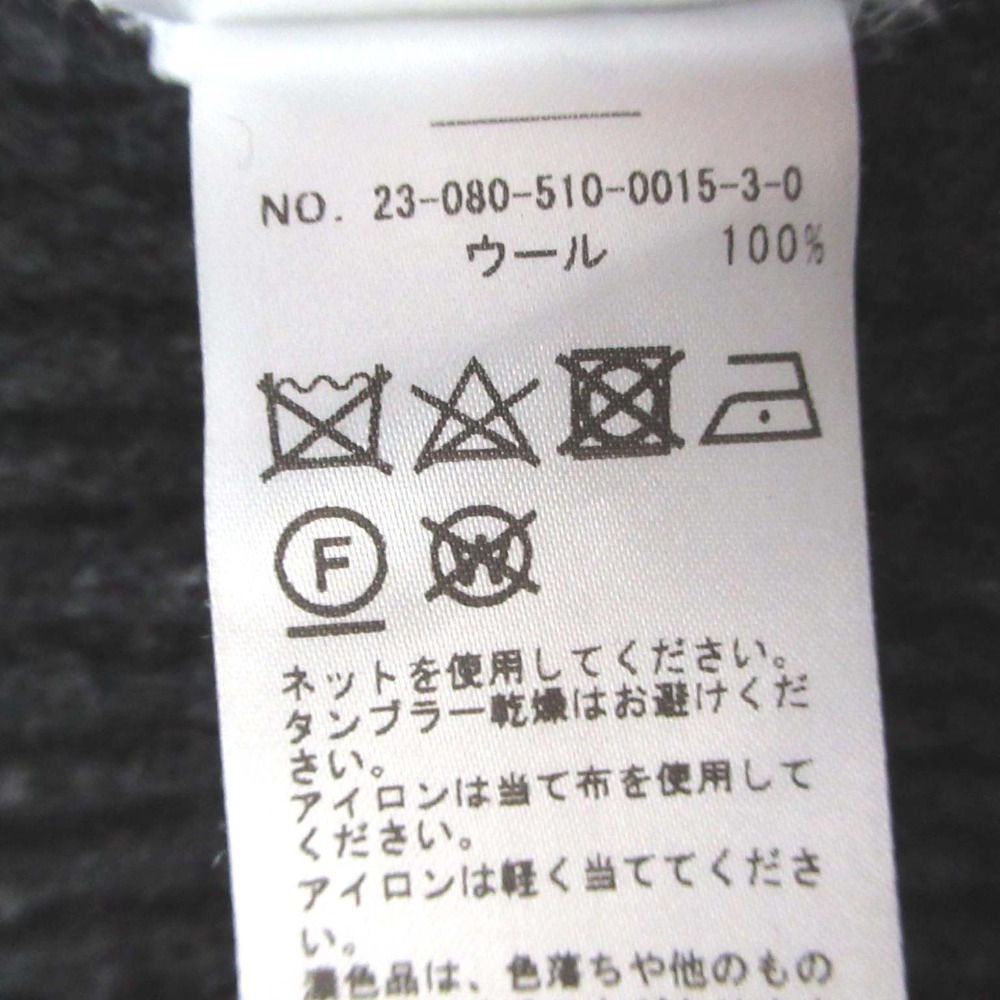 NO. 23-080-510-0015-3-0
ウール 100%
F W
ネットを使用してください。
タンブラー乾燥はお避けくだ
さい。
アイロンは当て布を使用して
ください。
アイロンは軽く当ててくださ
い。
濃色品は、色落ちや他のもの